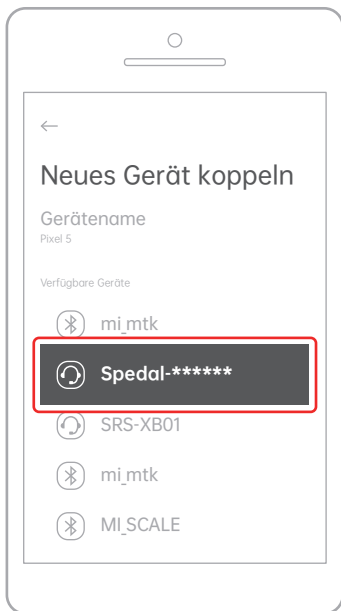 Neues Gerät koppeln
Gerätename
Pixel 5
Verfügbare Geräte
mi_mtk
Spedal-******
SRS-XB01
mi_mtk
MI_SCALE